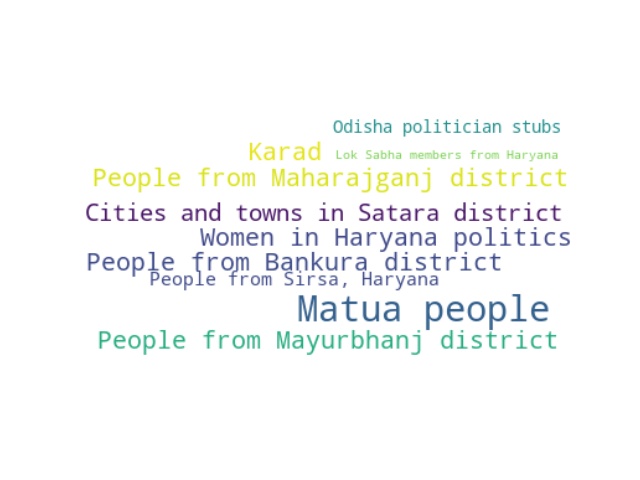 Odisha politician stubs
Karad
Lok Sabha members from Haryana
People from Maharajganj district
Cities and towns in Satara district
Women in Haryana politics
People from Bankura district
People from Sirsa, Haryana
Matua people
People from Mayurbhanj district